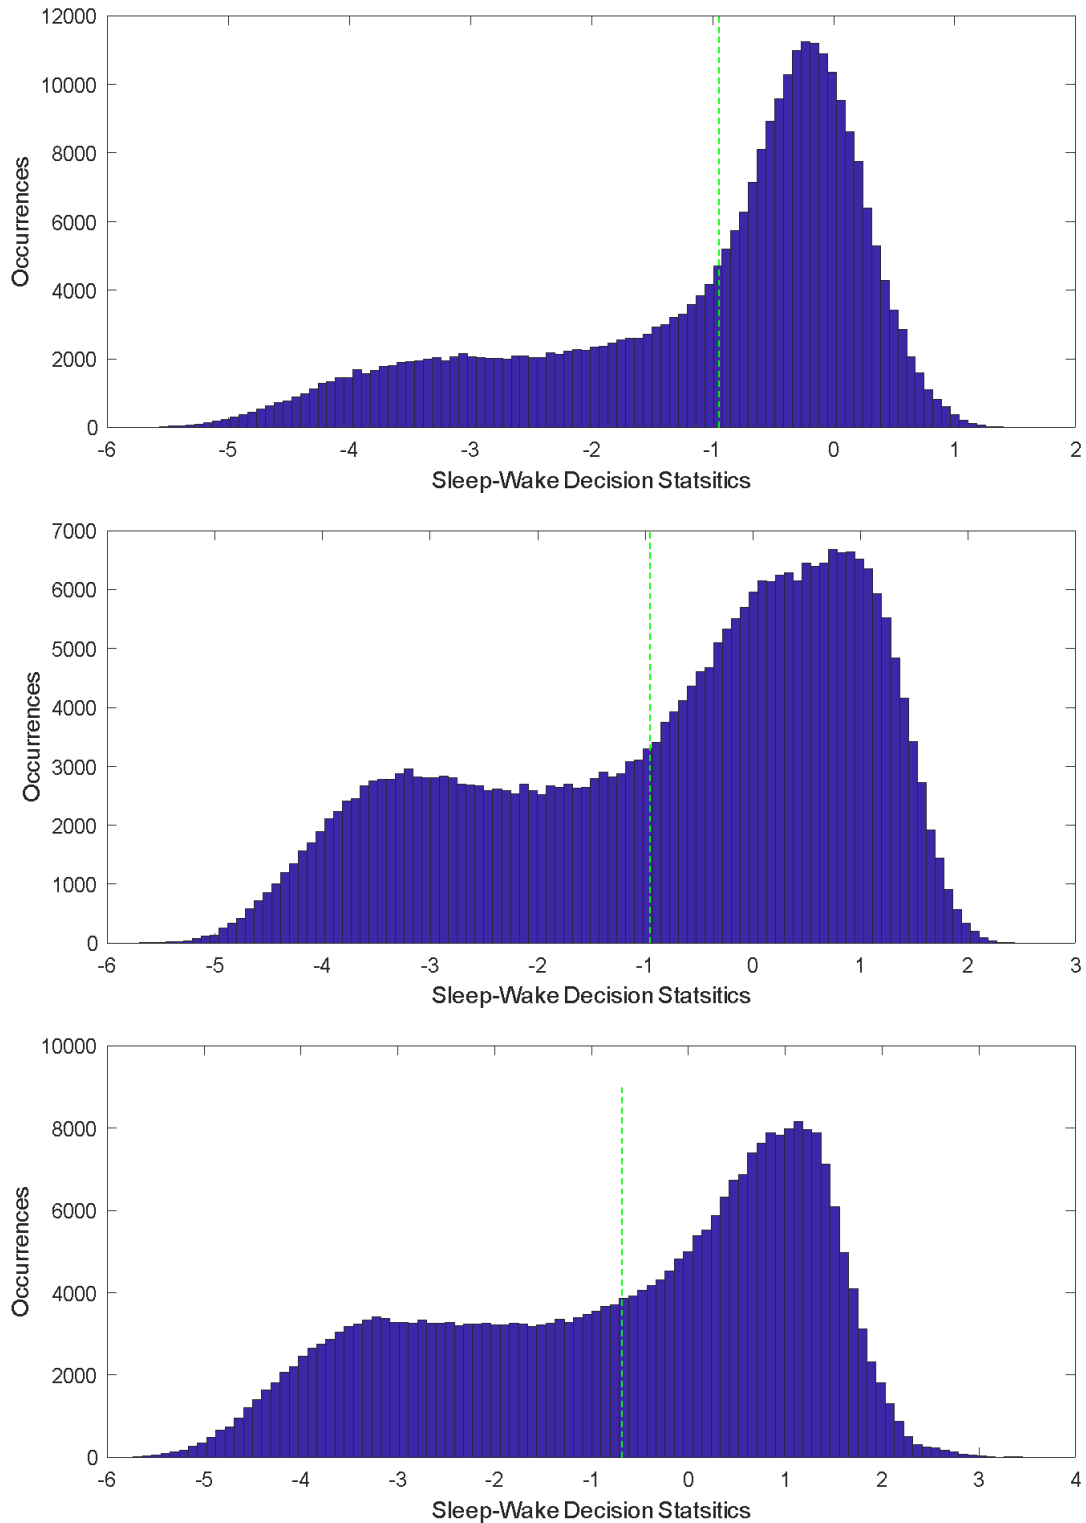 12000
10000
8000
6000
4000
2000
0
Occurrences
-6 -5 -4 -3 -2 -1 0 1 2
Sleep-Wake Decision Statsitics
7000
6000
5000
4000
3000
2000
1000
0
Occurrences
-6 -5 -4 -3 -2 -1 0 1 2 3
Sleep-Wake Decision Statsitics
10000
8000
6000
4000
2000
0
Occurrences
-6 -5 -4 -3 -2 -1 0 1 2 3 4
Sleep-Wake Decision Statsitics